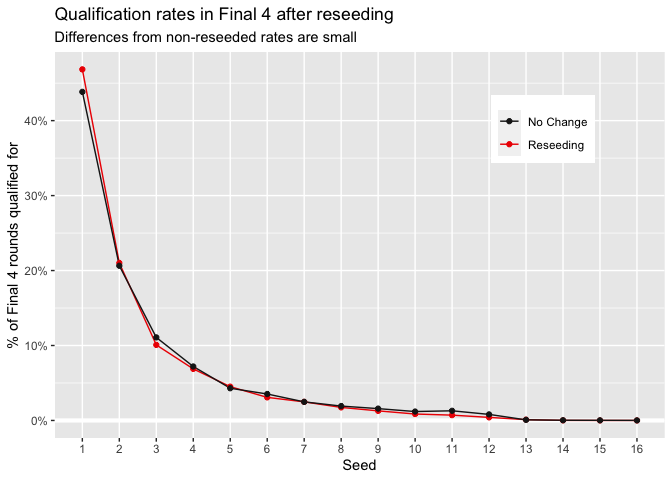 Qualification rates in Final 4 after reseeding
Differences from non-reseeded rates are small
% of Final 4 rounds qualified for
40%
30%
20%
10%
0%
No Change
Reseeding
1 2 3 4 5 6 7 8 9 10 11 12 13 14 15 16
Seed